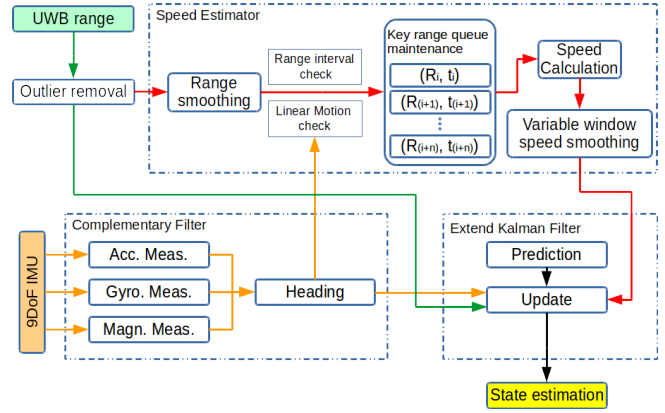 UWB range
Speed Estimator
Outlier removal
Range
smoothing
Range interval
check
Linear Motion
check
Key range queue
maintenance
(Ri, ti)
(R(i+1), t(i+1))
⋮
(R(i+n), t(i+n))
Speed
Calculation
Variable window
speed smoothing
Complementary Filter
9DoF IMU
Acc. Meas.
Gyro. Meas.
Magn. Meas.
Heading
Extend Kalman Filter
Prediction
Update
State estimation